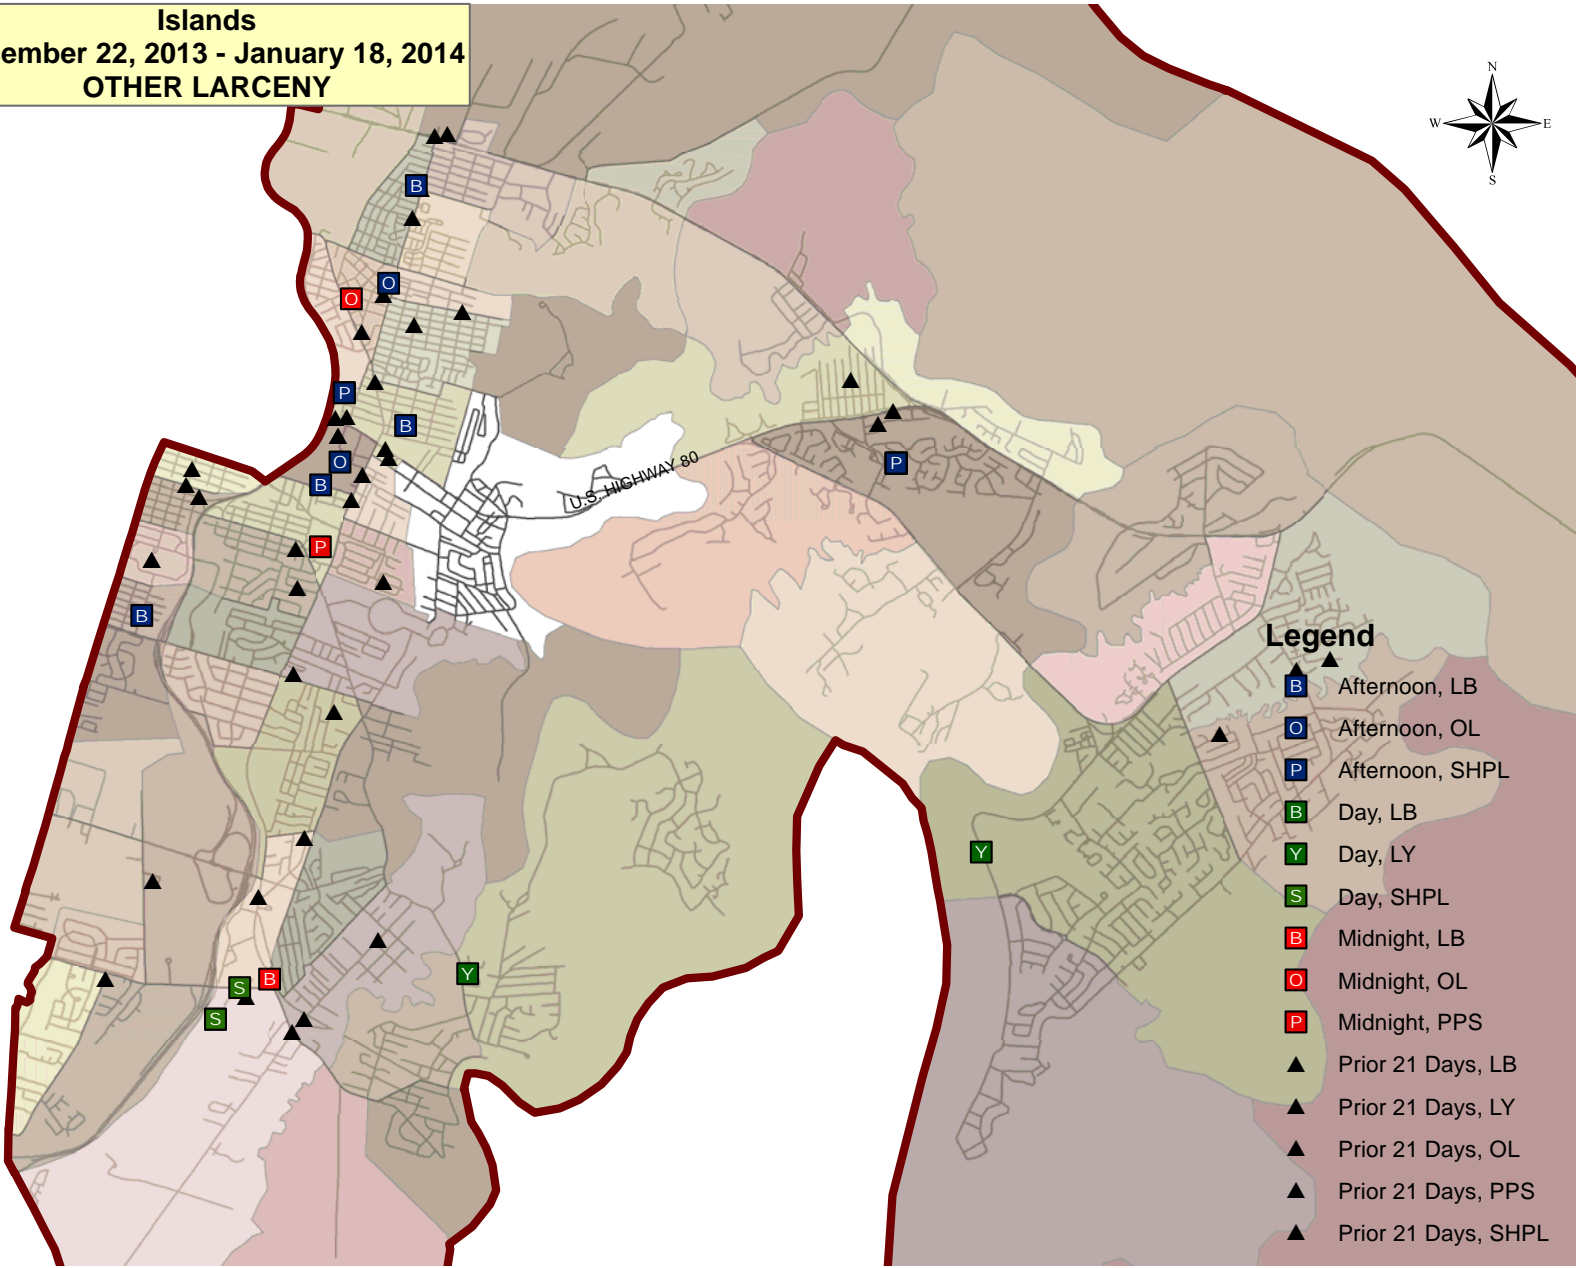 Islands
ember 22, 2013 - January 18, 2014
OTHER LARCENY
N
W E
S
B
O
O
P
B
O
B
U.S. HIGHWAY 80
P
P
B
Y
Y
B
S
S
Legend
B Afternoon, LB
O Afternoon, OL
P Afternoon, SHPL
B Day, LB
Y Day, LY
S Day, SHPL
B Midnight, LB
O Midnight, OL
P Midnight, PPS
Prior 21 Days, LB
Prior 21 Days, LY
Prior 21 Days, OL
Prior 21 Days, PPS
Prior 21 Days, SHPL